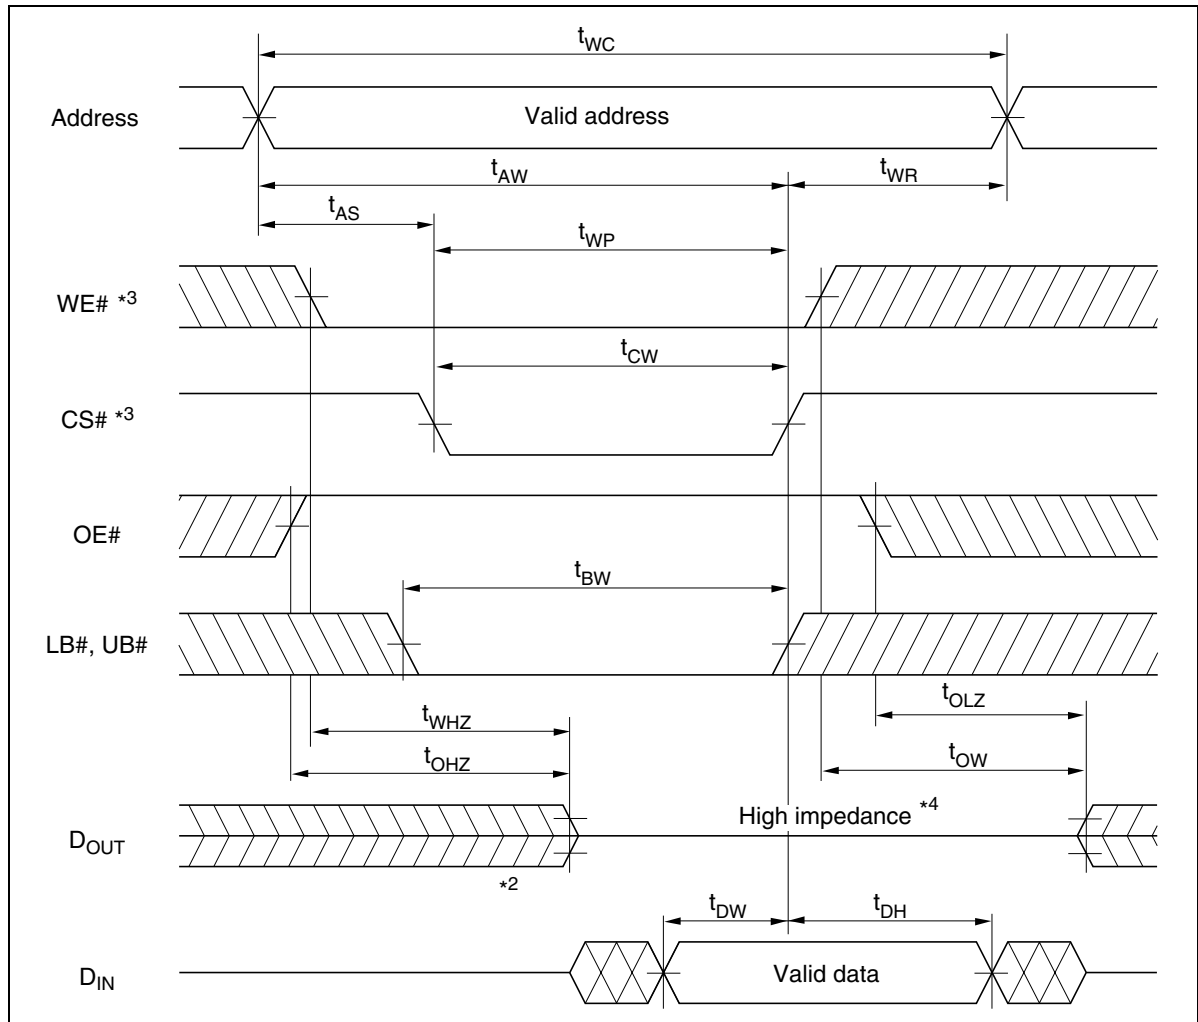 tWC
Address
Valid address
tAW
tWR
tAS
tWP
WE# *3
tCW
CS# *3
OE#
tBW
LB#, UB#
tOLZ
tWHZ
tOHZ
tOW
High impedance *4
DOUT
*2
tDW
tDH
DIN
Valid data